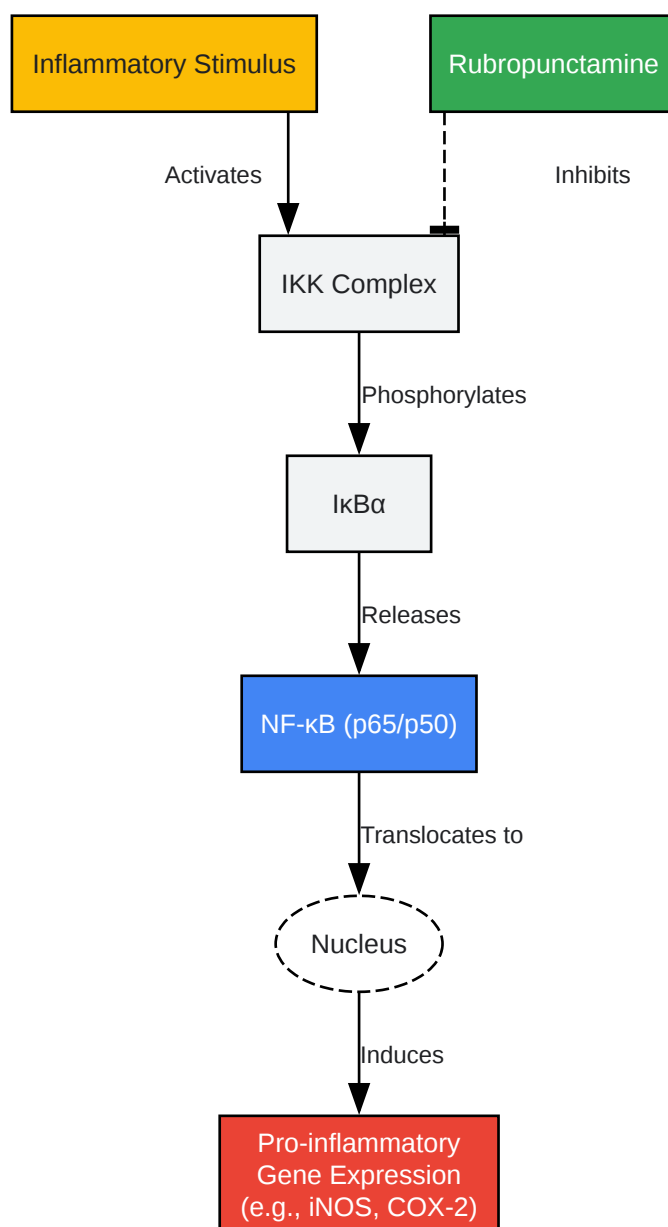 Inflammatory Stimulus
Rubropunctamine
Activates
Inhibits
IKK Complex
Phosphorylates
IκBα
Releases
NF-κB (p65/p50)
Translocates to
Nucleus
Induces
Pro-inflammatory
Gene Expression
(e.g., iNOS, COX-2)